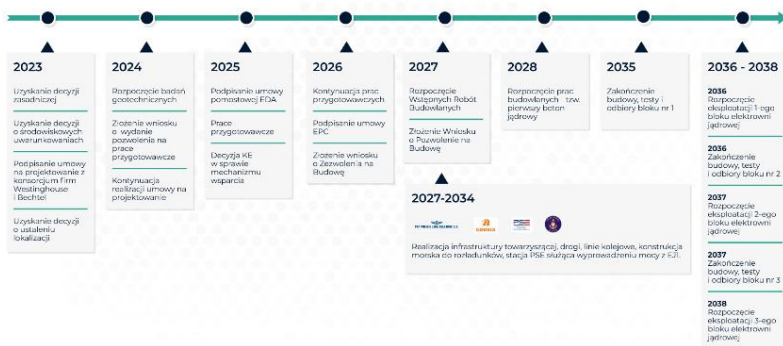 2023
Uzyskanie decyzji
zasadniczej
Uzyskanie decyzji
o środowiskowych
uwarunkowaniach
Podpisanie umowy
na projektowanie z
konsorcjum firm
Westinghouse
i Bechtel
Uzyskanie decyzji
o ustaleniu
lokalizacji
2024
Rozpoczęcie badań
geotechnicznych
Złożenie wniosku
o wydanie
pozwolenia na
prace
przygotowawcze
Kontynuacja
realizacji umowy na
projektowanie
2025
Podpisanie umowy
pomostowej EDA
Prace
przygotowawcze
Decyzja KE
w sprawie
mechanizmu
wsparcia
2026
Kontynuacja prac
przygotowawczych
Podpisanie umowy
EPC
Złożenie wniosku
o Zezwolenia na
Budowę
2027
Rozpoczęcie
Wstępnych Robót
Budowlanych
Złożenie Wniosku
o Pozwolenie na
Budowę
2028
Rozpoczęcie prac
budowlanych tzw.
pierwszy beton
jądrowy
2035
Zakończenie
budowy, testy i
odbiory bloku nr 1
2036 - 2038
2036
Rozpoczęcie
eksploatacji 1-ego
bloku elektrowni
jądrowej
2036
Zakończenie
budowy, testy
i odbiory bloku nr 2
2037
Rozpoczęcie
eksploatacji 2-ego
bloku elektrowni
jądrowej
2037
Zakończenie
budowy, testy
i odbiory bloku nr 3
2038
Rozpoczęcie
eksploatacji 3-ego
bloku elektrowni
jądrowej
2027-2034
Realizacja infrastruktury towarzyszącej, drogi, linie kolejowe, konstrukcja
morska do rozładunków, stacja PSE służąca wyprowadzeniu mocy z EJ1.